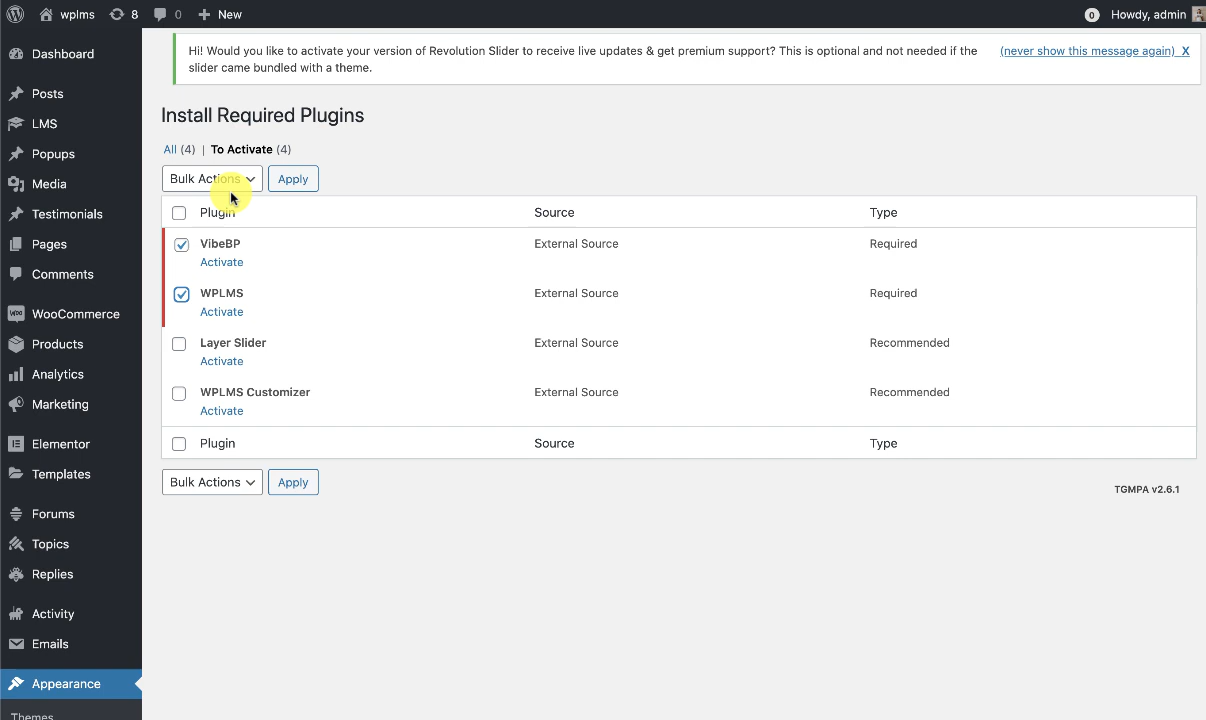 wplms 8 0 New 0 Howdy, admin
Dashboard
Posts
LMS
Popups
Media
Testimonials
Pages
Comments
WooCommerce
Products
Analytics
Marketing
Elementor
Templates
Forums
Topics
Replies
Activity
Emails
Appearance
Themes
Hi! Would you like to activate your version of Revolution Slider to receive live updates & get premium support? This is optional and not needed if the
slider came bundled with a theme.
(never show this message again) X
Install Required Plugins
All (4) | To Activate (4)
Bulk Actions Apply
Plugin Source Type
VibeBP External Source Required
Activate
WPLMS External Source Required
Activate
Layer Slider External Source Recommended
Activate
WPLMS Customizer External Source Recommended
Activate
Plugin Source Type
Bulk Actions Apply
TGMPA v2.6.1